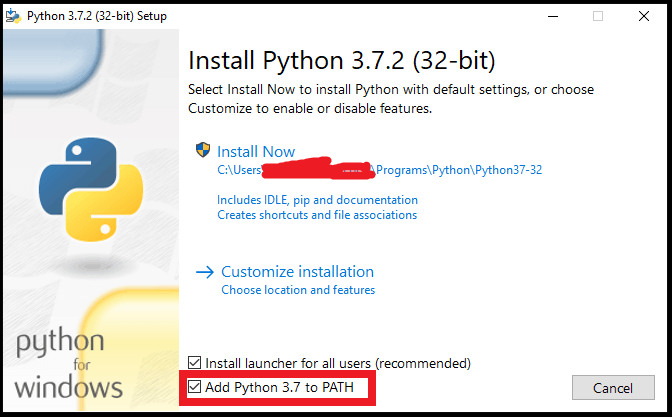 Python 3.7.2 (32-bit) Setup
Install Python 3.7.2 (32-bit)
Select Install Now to install Python with default settings, or choose
Customize to enable or disable features.
Install Now
C:\Users \Programs\Python\Python37-32
Includes IDLE, pip and documentation
Creates shortcuts and file associations
Customize installation
Choose location and features
python
for
windows
Install launcher for all users (recommended)
Add Python 3.7 to PATH
Cancel